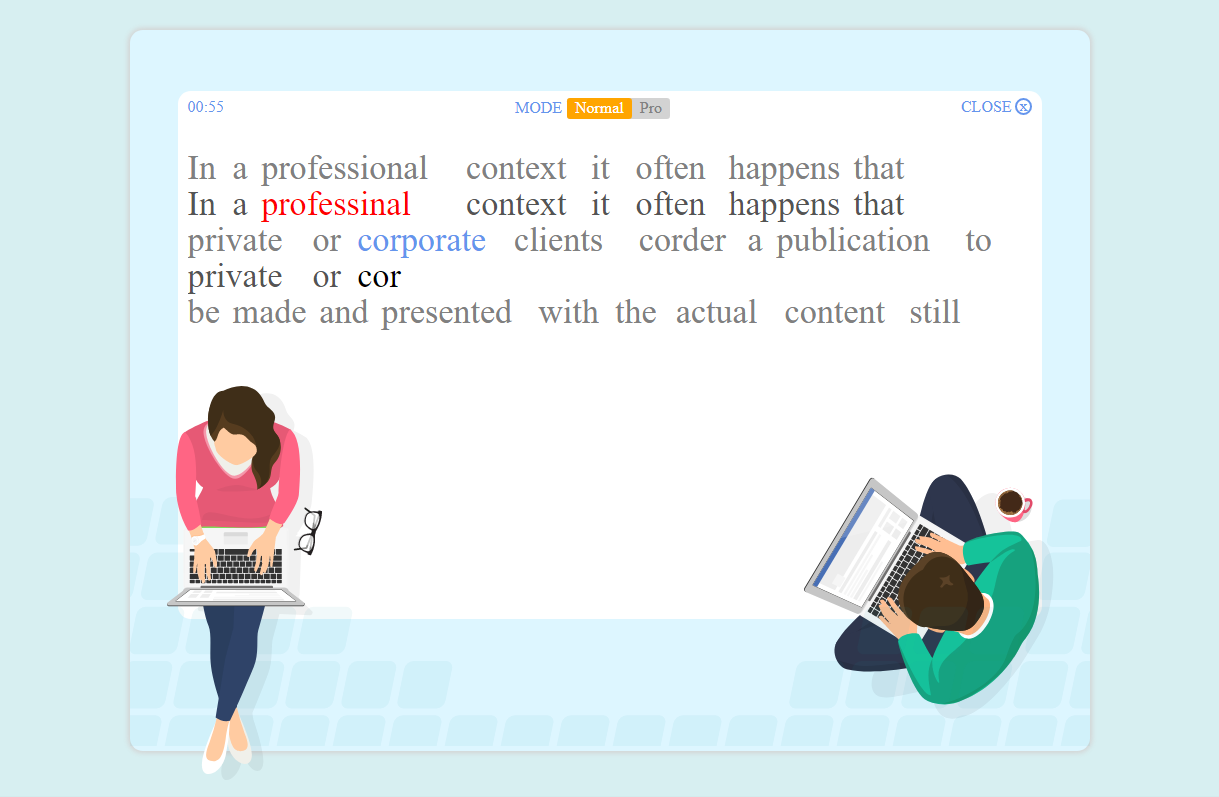 00:55 MODE Normal Pro CLOSE x
In a professional context it often happens that
In a professinal context it often happens that
private or corporate clients corder a publication to
private or cor
be made and presented with the actual content still